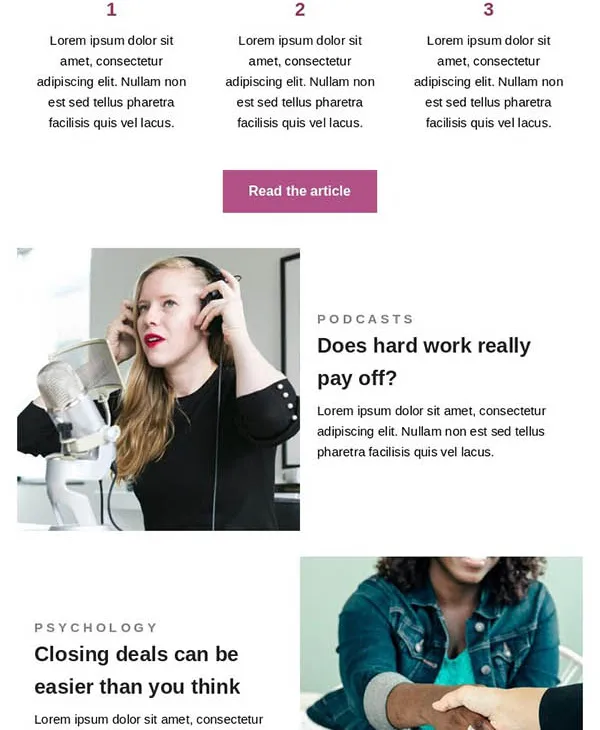 1
Lorem ipsum dolor sit
amet, consectetur
adipiscing elit. Nullam non
est sed tellus pharetra
facilisis quis vel lacus.
2
Lorem ipsum dolor sit
amet, consectetur
adipiscing elit. Nullam non
est sed tellus pharetra
facilisis quis vel lacus.
3
Lorem ipsum dolor sit
amet, consectetur
adipiscing elit. Nullam non
est sed tellus pharetra
facilisis quis vel lacus.
Read the article
PODCASTS
Does hard work really
pay off?
Lorem ipsum dolor sit amet, consectetur
adipiscing elit. Nullam non est sed tellus
pharetra facilisis quis vel lacus.
PSYCHOLOGY
Closing deals can be
easier than you think
Lorem ipsum dolor sit amet, consectetur